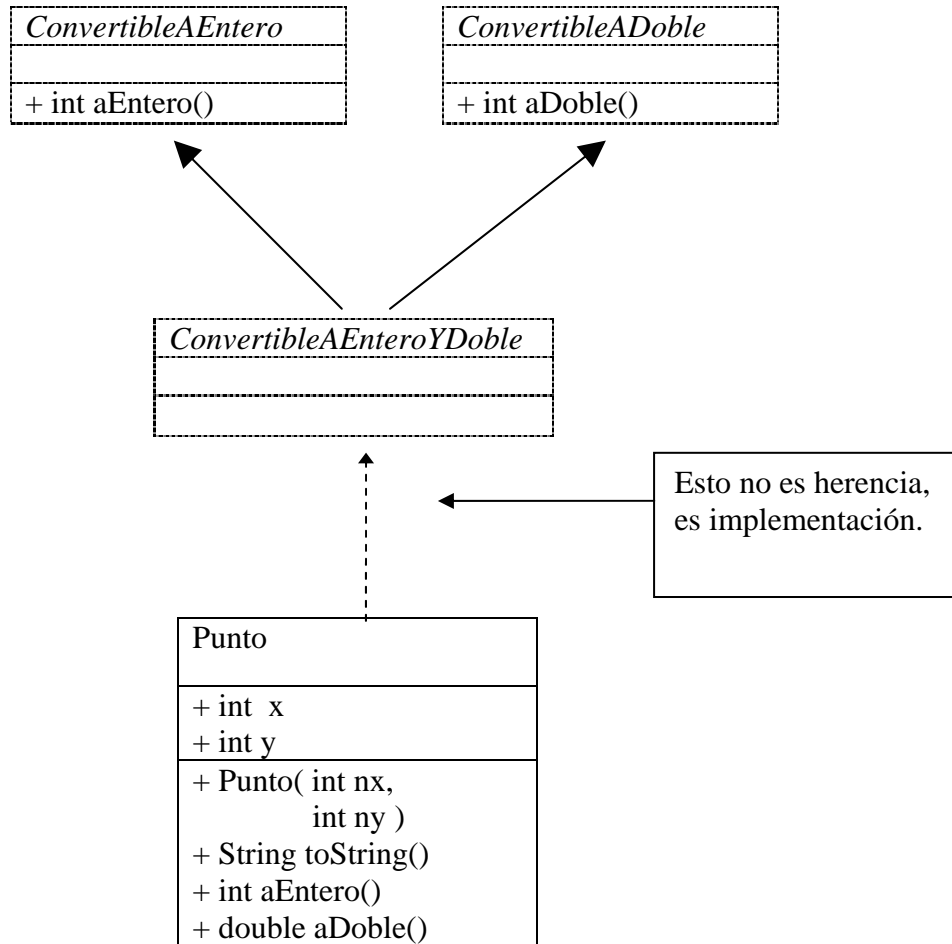 ConvertibleAEntero
+ int aEntero()
ConvertibleADoble
+ int aDoble()
ConvertibleAEnteroYDoble
Esto no es herencia,
es implementación.
Punto
+ int x
+ int y
+ Punto( int nx,
int ny )
+ String toString()
+ int aEntero()
+ double aDoble()